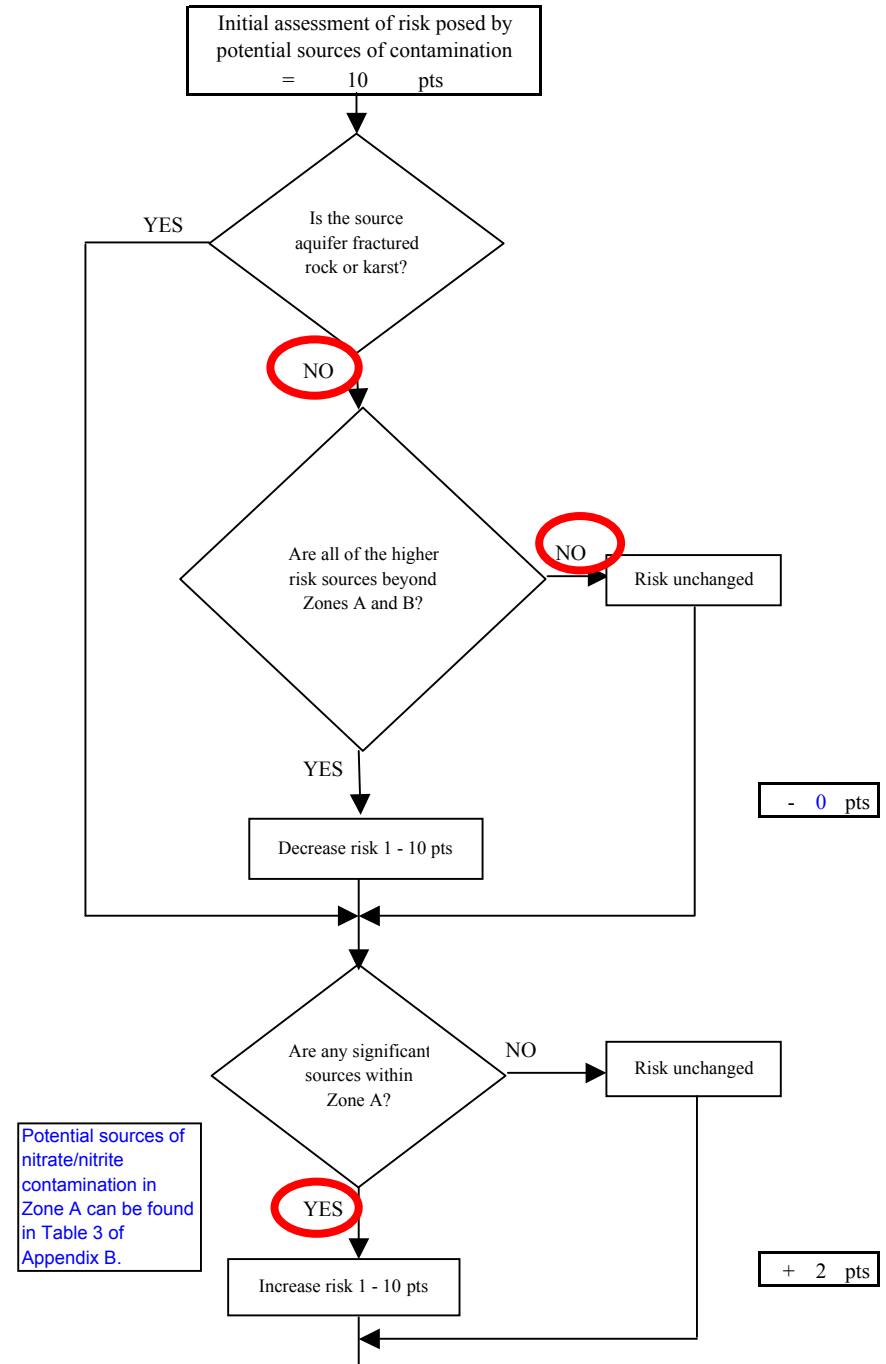 Initial assessment of risk posed by
potential sources of contamination
= 10 pts
YES
Is the source
aquifer fractured
rock or karst?
NO
Are all of the higher
risk sources beyond
Zones A and B?
NO
Risk unchanged
YES
- 0 pts
Decrease risk 1 - 10 pts
Are any significant
sources within
Zone A?
NO
Risk unchanged
Potential sources of
nitrate/nitrite
contamination in
Zone A can be found
in Table 3 of
Appendix B.
YES
Increase risk 1 - 10 pts
+ 2 pts